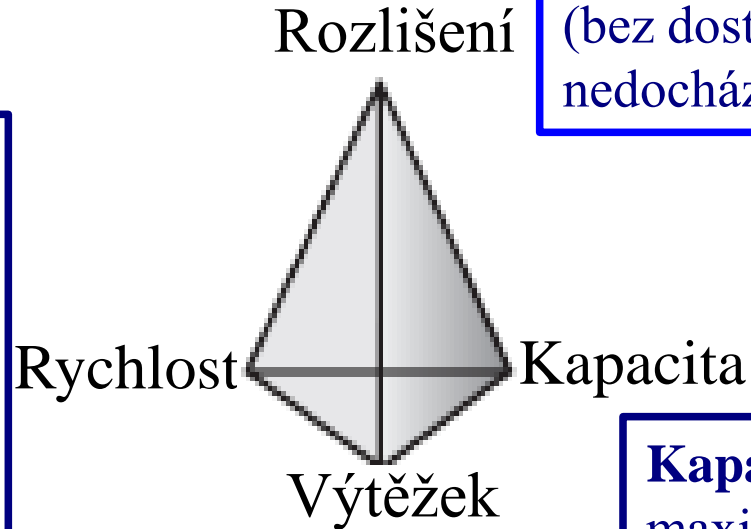 Rozlišení
(bez dost
nedocház
Rychlost
Kapacita
Výtěžek
Kapa
maxi